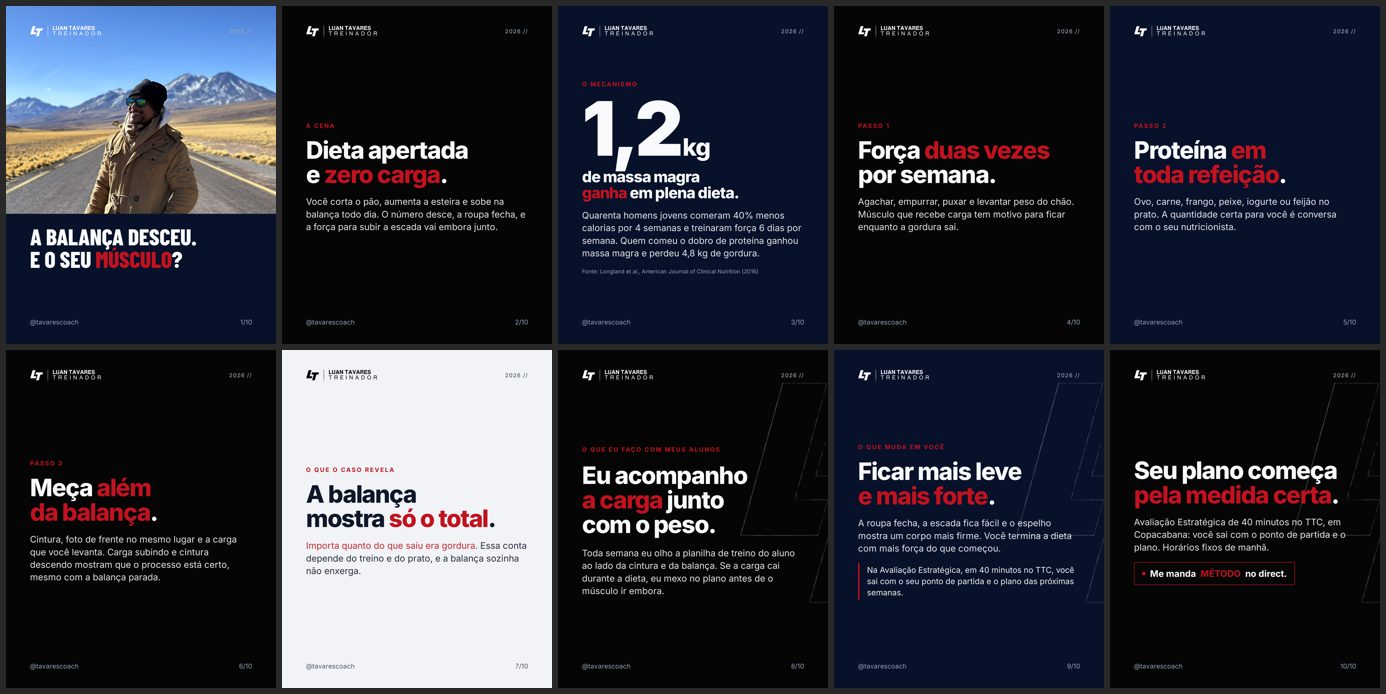 LT LUAN TAVARES
TREINADOR
2026 //
A BALANÇA DESCEU.
E O SEU MÚSCULO?
@tavarescoach
1/10
LT LUAN TAVARES
TREINADOR
2026 //
A CENA
Dieta apertada
e zero carga.
Você corta o pão, aumenta a esteira e sobe na
balança todo dia. O número desce, a roupa fecha, e
a força para subir a escada vai embora junto.
@tavarescoach
2/10
LT LUAN TAVARES
TREINADOR
2026 //
O MECANISMO
1,2kg
de massa magra
ganha em plena dieta.
Quarenta homens jovens comeram 40% menos
calorias por 4 semanas e treinaram força 6 dias por
semana. Quem comeu o dobro de proteína ganhou
massa magra e perdeu 4,8 kg de gordura.
Fonte: Longland et al., American Journal of Clinical Nutrition (2016)
@tavarescoach
3/10
LT LUAN TAVARES
TREINADOR
2026 //
PASSO 1
Força duas vezes
por semana.
Agachar, empurrar, puxar e levantar peso do chão.
Músculo que recebe carga tem motivo para ficar
enquanto a gordura sai.
@tavarescoach
4/10
LT LUAN TAVARES
TREINADOR
2026 //
PASSO 2
Proteína em
toda refeição.
Ovo, carne, frango, peixe, iogurte ou feijão no
prato. A quantidade certa para você é conversa
com o seu nutricionista.
@tavarescoach
5/10
LT LUAN TAVARES
TREINADOR
2026 //
PASSO 3
Meça além
da balança.
Cintura, foto de frente no mesmo lugar e a carga
que você levanta. Carga subindo e cintura
descendo mostram que o processo está certo,
mesmo com a balança parada.
@tavarescoach
6/10
LT LUAN TAVARES
TREINADOR
2026 //
O QUE O CASO REVELA
A balança
mostra só o total.
Importa quanto do que saiu era gordura. Essa conta
depende do treino e do prato, e a balança sozinha
não enxerga.
@tavarescoach
7/10
LT LUAN TAVARES
TREINADOR
2026 //
O QUE EU FAÇO COM MEUS ALUNOS
Eu acompanho
a carga junto
com o peso.
Toda semana eu olho a planilha de treino do aluno
ao lado da cintura e da balança. Se a carga cai
durante a dieta, eu mexo no plano antes de o
músculo ir embora.
@tavarescoach
8/10
LT LUAN TAVARES
TREINADOR
2026 //
O QUE MUDA EM VOCÊ
Ficar mais leve
e mais forte.
A roupa fecha, a escada fica fácil e o espelho
mostra um corpo mais firme. Você termina a dieta
com mais força do que começou.
Na Avaliação Estratégica, em 40 minutos no TTC, você
sai com o seu ponto de partida e o plano das próximas
semanas.
@tavarescoach
9/10
LT LUAN TAVARES
TREINADOR
2026 //
Seu plano começa
pela medida certa.
Avaliação Estratégica de 40 minutos no TTC, em
Copacabana: você sai com o ponto de partida e o
plano. Horários fixos de manhã.
• Me manda MÉTODO no direct.
@tavarescoach
10/10